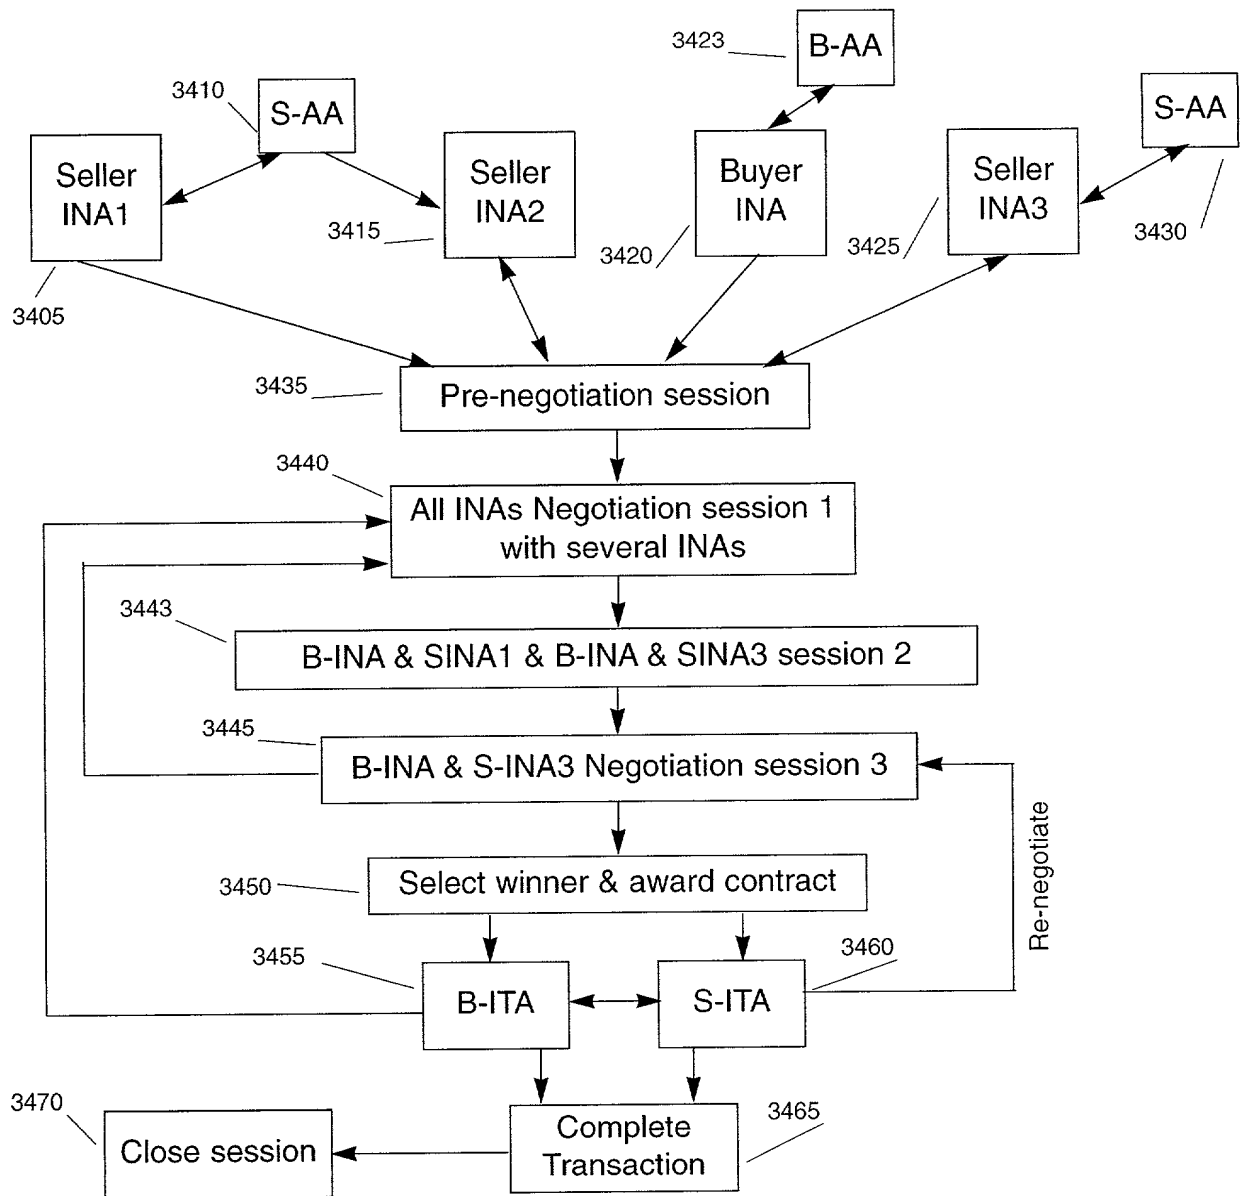 3423
B-AA
3410
S-AA
S-AA
Seller
INA1
Seller
INA2
Buyer
INA
Seller
INA3
3415
3420
3425
3430
3405
3435
Pre-negotiation session
3440
All INAs Negotiation session 1
with several INAs
3443
B-INA & SINA1 & B-INA & SINA3 session 2
3445
B-INA & S-INA3 Negotiation session 3
Re-negotiate
3450
Select winner & award contract
3455
B-ITA
3460
S-ITA
3470
Close session
Complete
Transaction
3465